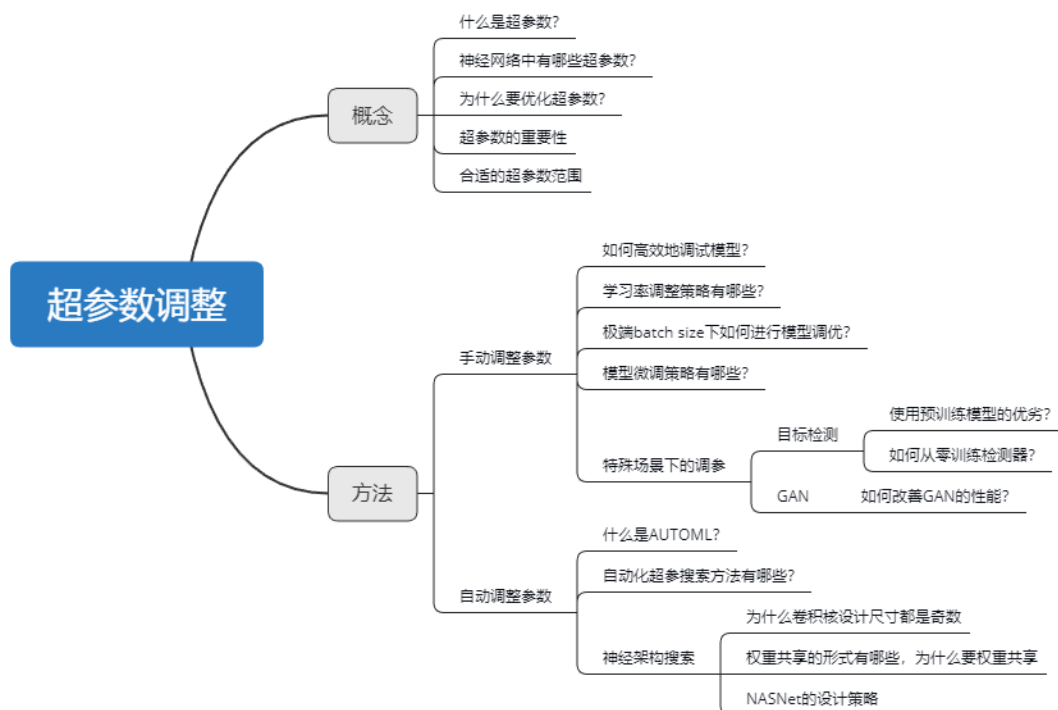 超参数调整
概念
什么是超参数?
神经网络中有哪些超参数?
为什么要优化超参数?
超参数的重要性
合适的超参数范围
方法
手动调整参数
如何高效地调试模型?
学习率调整策略有哪些?
极端batch size下如何进行模型调优?
模型微调策略有哪些?
特殊场景下的调参
目标检测
使用预训练模型的优劣?
如何从零训练检测器?
GAN
如何改善GAN的性能?
自动调整参数
什么是AUTOML?
自动化超参搜索方法有哪些?
神经架构搜索
为什么卷积核设计尺寸都是奇数
权重共享的形式有哪些，为什么要权重共享
NASNet的设计策略